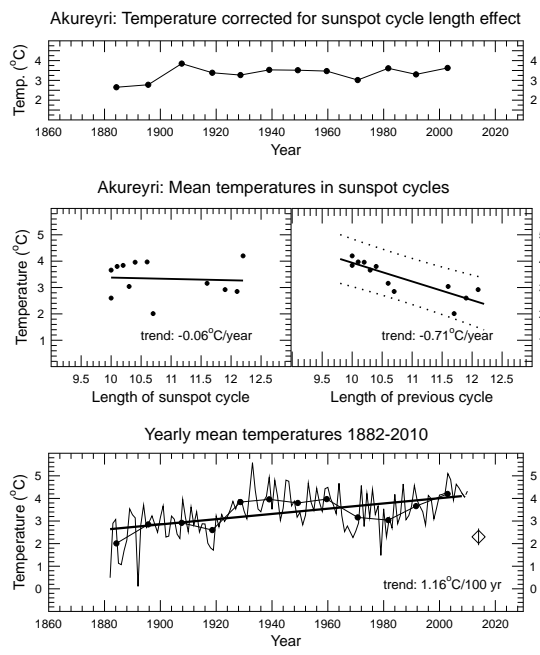 Akureyri: Temperature corrected for sunspot cycle length effect
Temp. (°C)
4
3
2
4
3
2
1860 1880 1900 1920 1940 1960 1980 2000 2020
Year
Akureyri: Mean temperatures in sunspot cycles
Temperature (°C)
5
4
3
2
1
trend: -0.06°C/year
trend: -0.71°C/year
5
4
3
2
1
9.5 10 10.5 11 11.5 12 12.5
9.5 10 10.5 11 11.5 12 12.5
Length of sunspot cycle
Length of previous cycle
Yearly mean temperatures 1882-2010
Temperature (°C)
5
4
3
2
1
0
5
4
3
2
1
0
trend: 1.16°C/100 yr
1860 1880 1900 1920 1940 1960 1980 2000 2020
Year